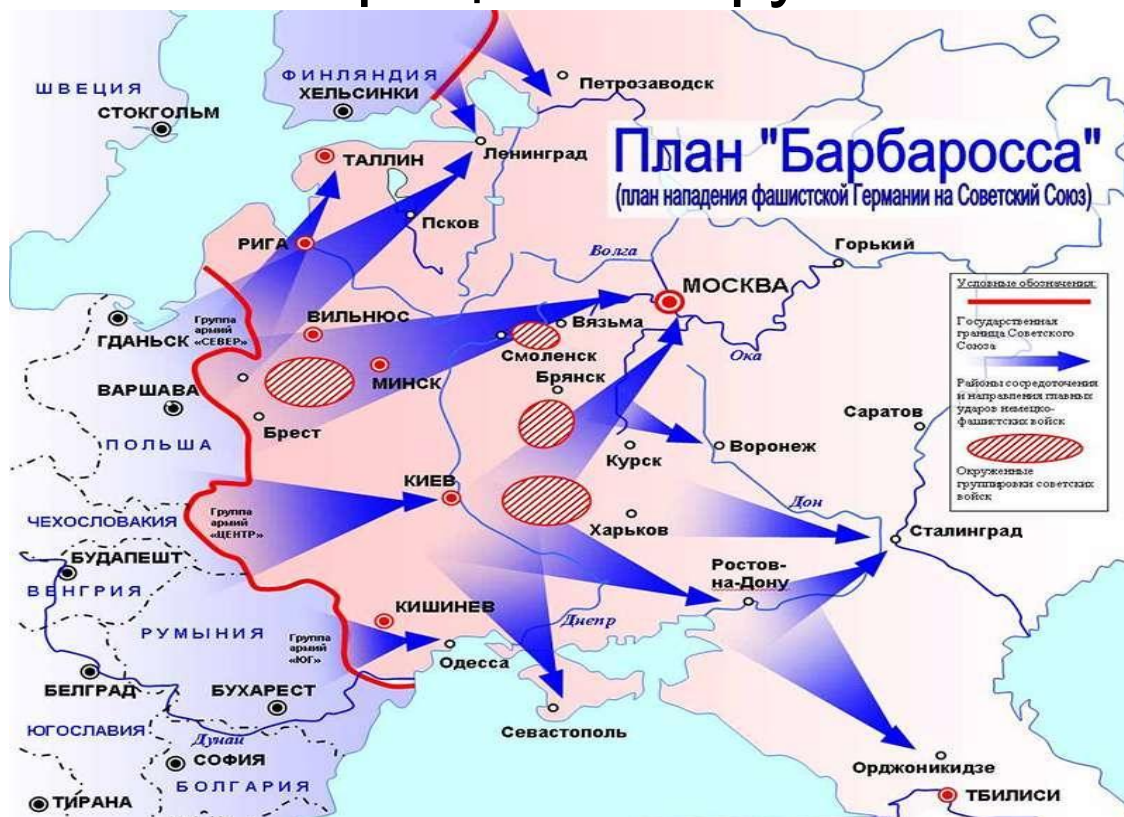 ШВЕЦИЯ
СТОКГОЛЬМ
ФИНЛЯНДИЯ
ХЕЛЬСИНКИ
Петрозаводск
ТАЛЛИН
Ленинград
План "Барбаросса"
(план нападения фашистской Германии на Советский Союз)
Псков
РИГА
Волга
Горький
МОСКВА
Группа
армий
«СЕВЕР»
ВИЛЬНЮС
Вязьма
Смоленск
Ока
ГДАНЬСК
МИНСК
Брянск
ВАРШАВА
Брест
ПОЛЬША
Саратов
Воронеж
Курск
КИЕВ
Условные обозначения:
Государственная
граница Советского
Союза
Районы сосредоточения
и направления главных
ударов немецко-
фашистских войск
Окруженные
группировки советских
войск
Группа
армий
«ЦЕНТР»
Дон
ЧЕХОСЛОВАКИЯ
Харьков
Сталинград
БУДАПЕШТ
ВЕНГРИЯ
Ростов-
на-Дону
КИШИНЕВ
Днепр
РУМЫНИЯ
Группа
армий
«ЮГ»
Одесса
БЕЛГРАД
БУХАРЕСТ
Севастополь
ЮГОСЛАВИЯ
Дунай
СОФИЯ
БОЛГАРИЯ
ТИРАНА
Орджоникидзе
ТБИЛИСИ